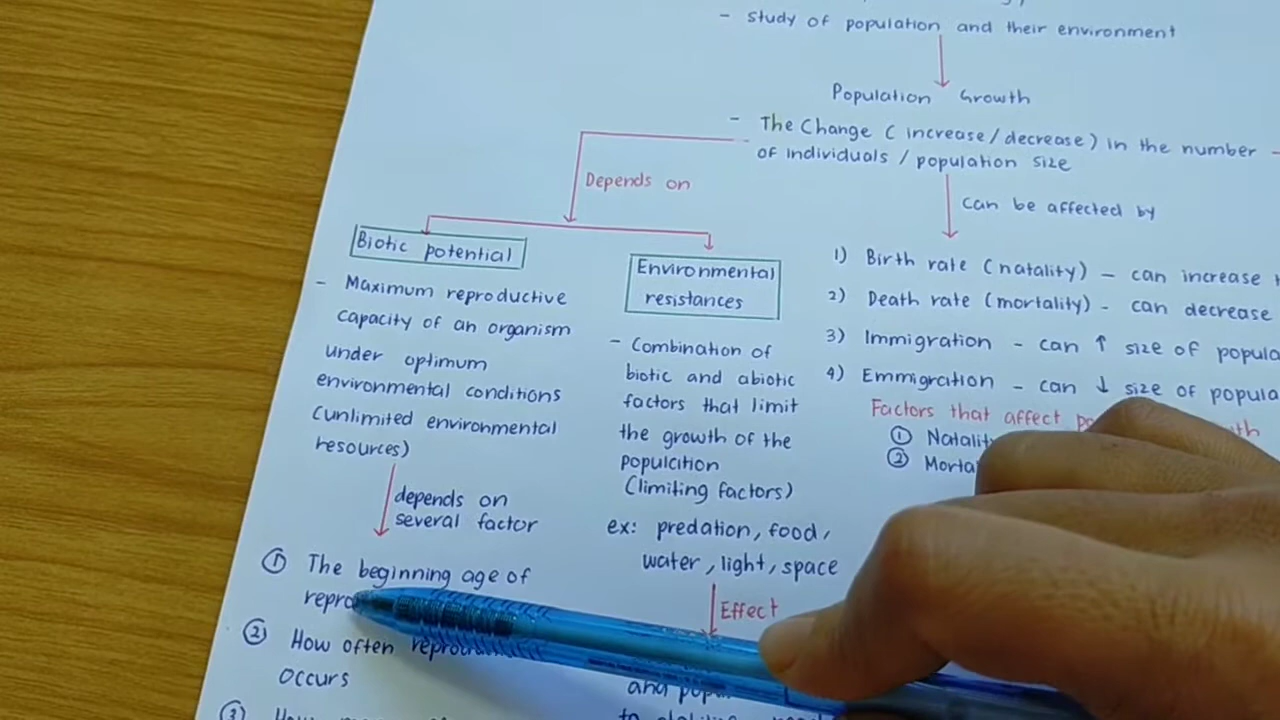 - study of population and their environment
Population Growth
- The Change (increase/decrease) in the number -
of individuals / population size
Depends on
can be affected by
Biotic potential
- Maximum reproductive
capacity of an organism
under optimum
environmental conditions
(unlimited environmental
resources)
depends on
several factor
① The beginning age of
② How often
occurs
③
Environmental
resistances
- Combination of
biotic and abiotic
factors that limit
the growth of the
population
(limiting factors)
ex: predation, food,
water, light, space
Effect
and
1) Birth rate (natality) - can increase
2) Death rate (mortality) - can decrease
3) Immigration - can ↑ size of
4) Emmigration - can ↓ size of
Factors that affect
①
②